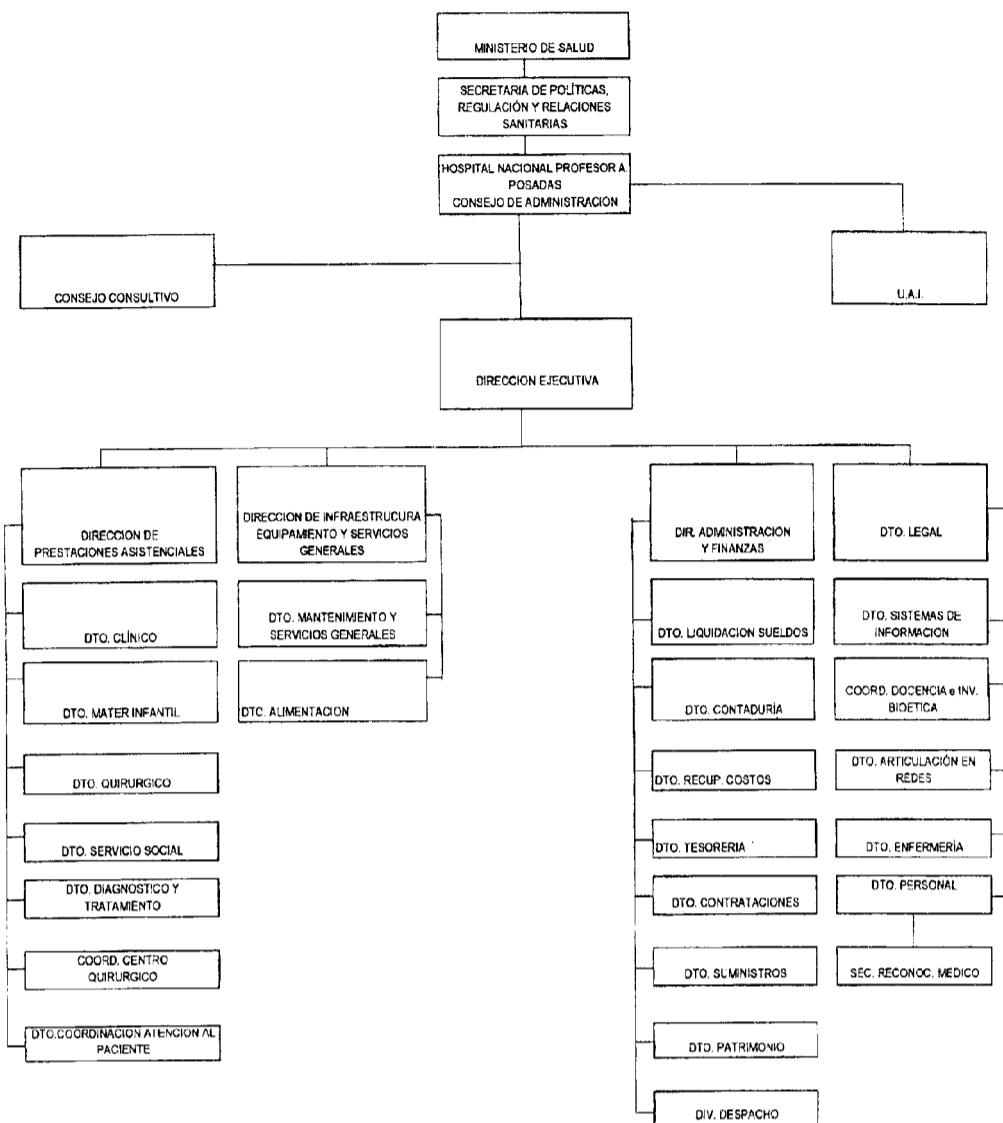 MINISTERIO DE SALUD
SECRETARIA DE POLÍTICAS,
REGULACIÓN Y RELACIONES
SANITARIAS
HOSPITAL NACIONAL PROFESOR A.
POSADAS
CONSEJO DE ADMINISTRACION
CONSEJO CONSULTIVO
U.A.I.
DIRECCION EJECUTIVA
DIRECCION DE
PRESTACIONES ASISTENCIALES
DTO. CLÍNICO
DTO. MATER INFANTIL
DTO. QUIRURGICO
DTO. SERVICIO SOCIAL
DTO. DIAGNOSTICO Y
TRATAMIENTO
COORD. CENTRO
QUIRURGICO
DTO.COORDINACION ATENCION AL
PACIENTE
DIRECCION DE INFRAESTRUCURA
EQUIPAMIENTO Y SERVICIOS
GENERALES
DTO. MANTENIMIENTO Y
SERVICIOS GENERALES
DTO. ALIMENTACION
DIR. ADMINISTRACION
Y FINANZAS
DTO. LIQUIDACION SUELDOS
DTO. CONTADURÍA
DTO. RECUP. COSTOS
DTO. TESORERIA
DTO. CONTRATACIONES
DTO. SUMINISTROS
DTO. PATRIMONIO
DIV. DESPACHO
DTO. LEGAL
DTO. SISTEMAS DE
INFORMACION
COORD. DOCENCIA e INV.
BIOETICA
DTO. ARTICULACIÓN EN
REDES
DTO. ENFERMERÍA
DTO. PERSONAL
SEC. RECONOC. MEDICO